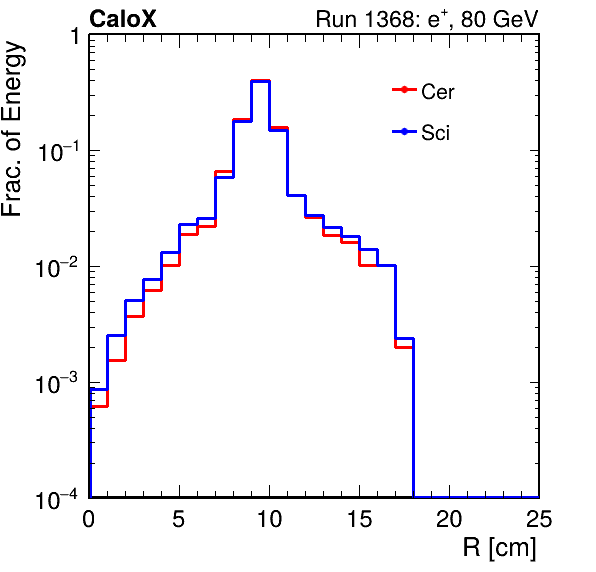 CaloX Run 1368: e⁺, 80 GeV
Frac. of Energy
1
10⁻¹
10⁻²
10⁻³
10⁻⁴
Cer
Sci
0 5 10 15 20 25
R [cm]